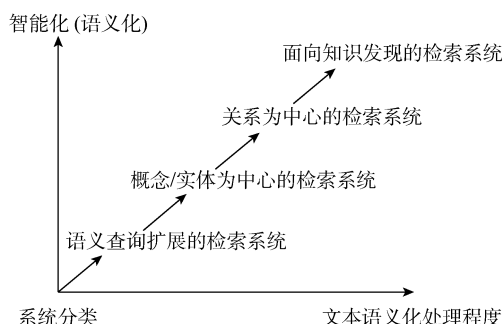 智能化 (语义化)
面向知识发现的检索系统
关系为中心的检索系统
概念/实体为中心的检索系统
语义查询扩展的检索系统
系统分类
文本语义化处理程度